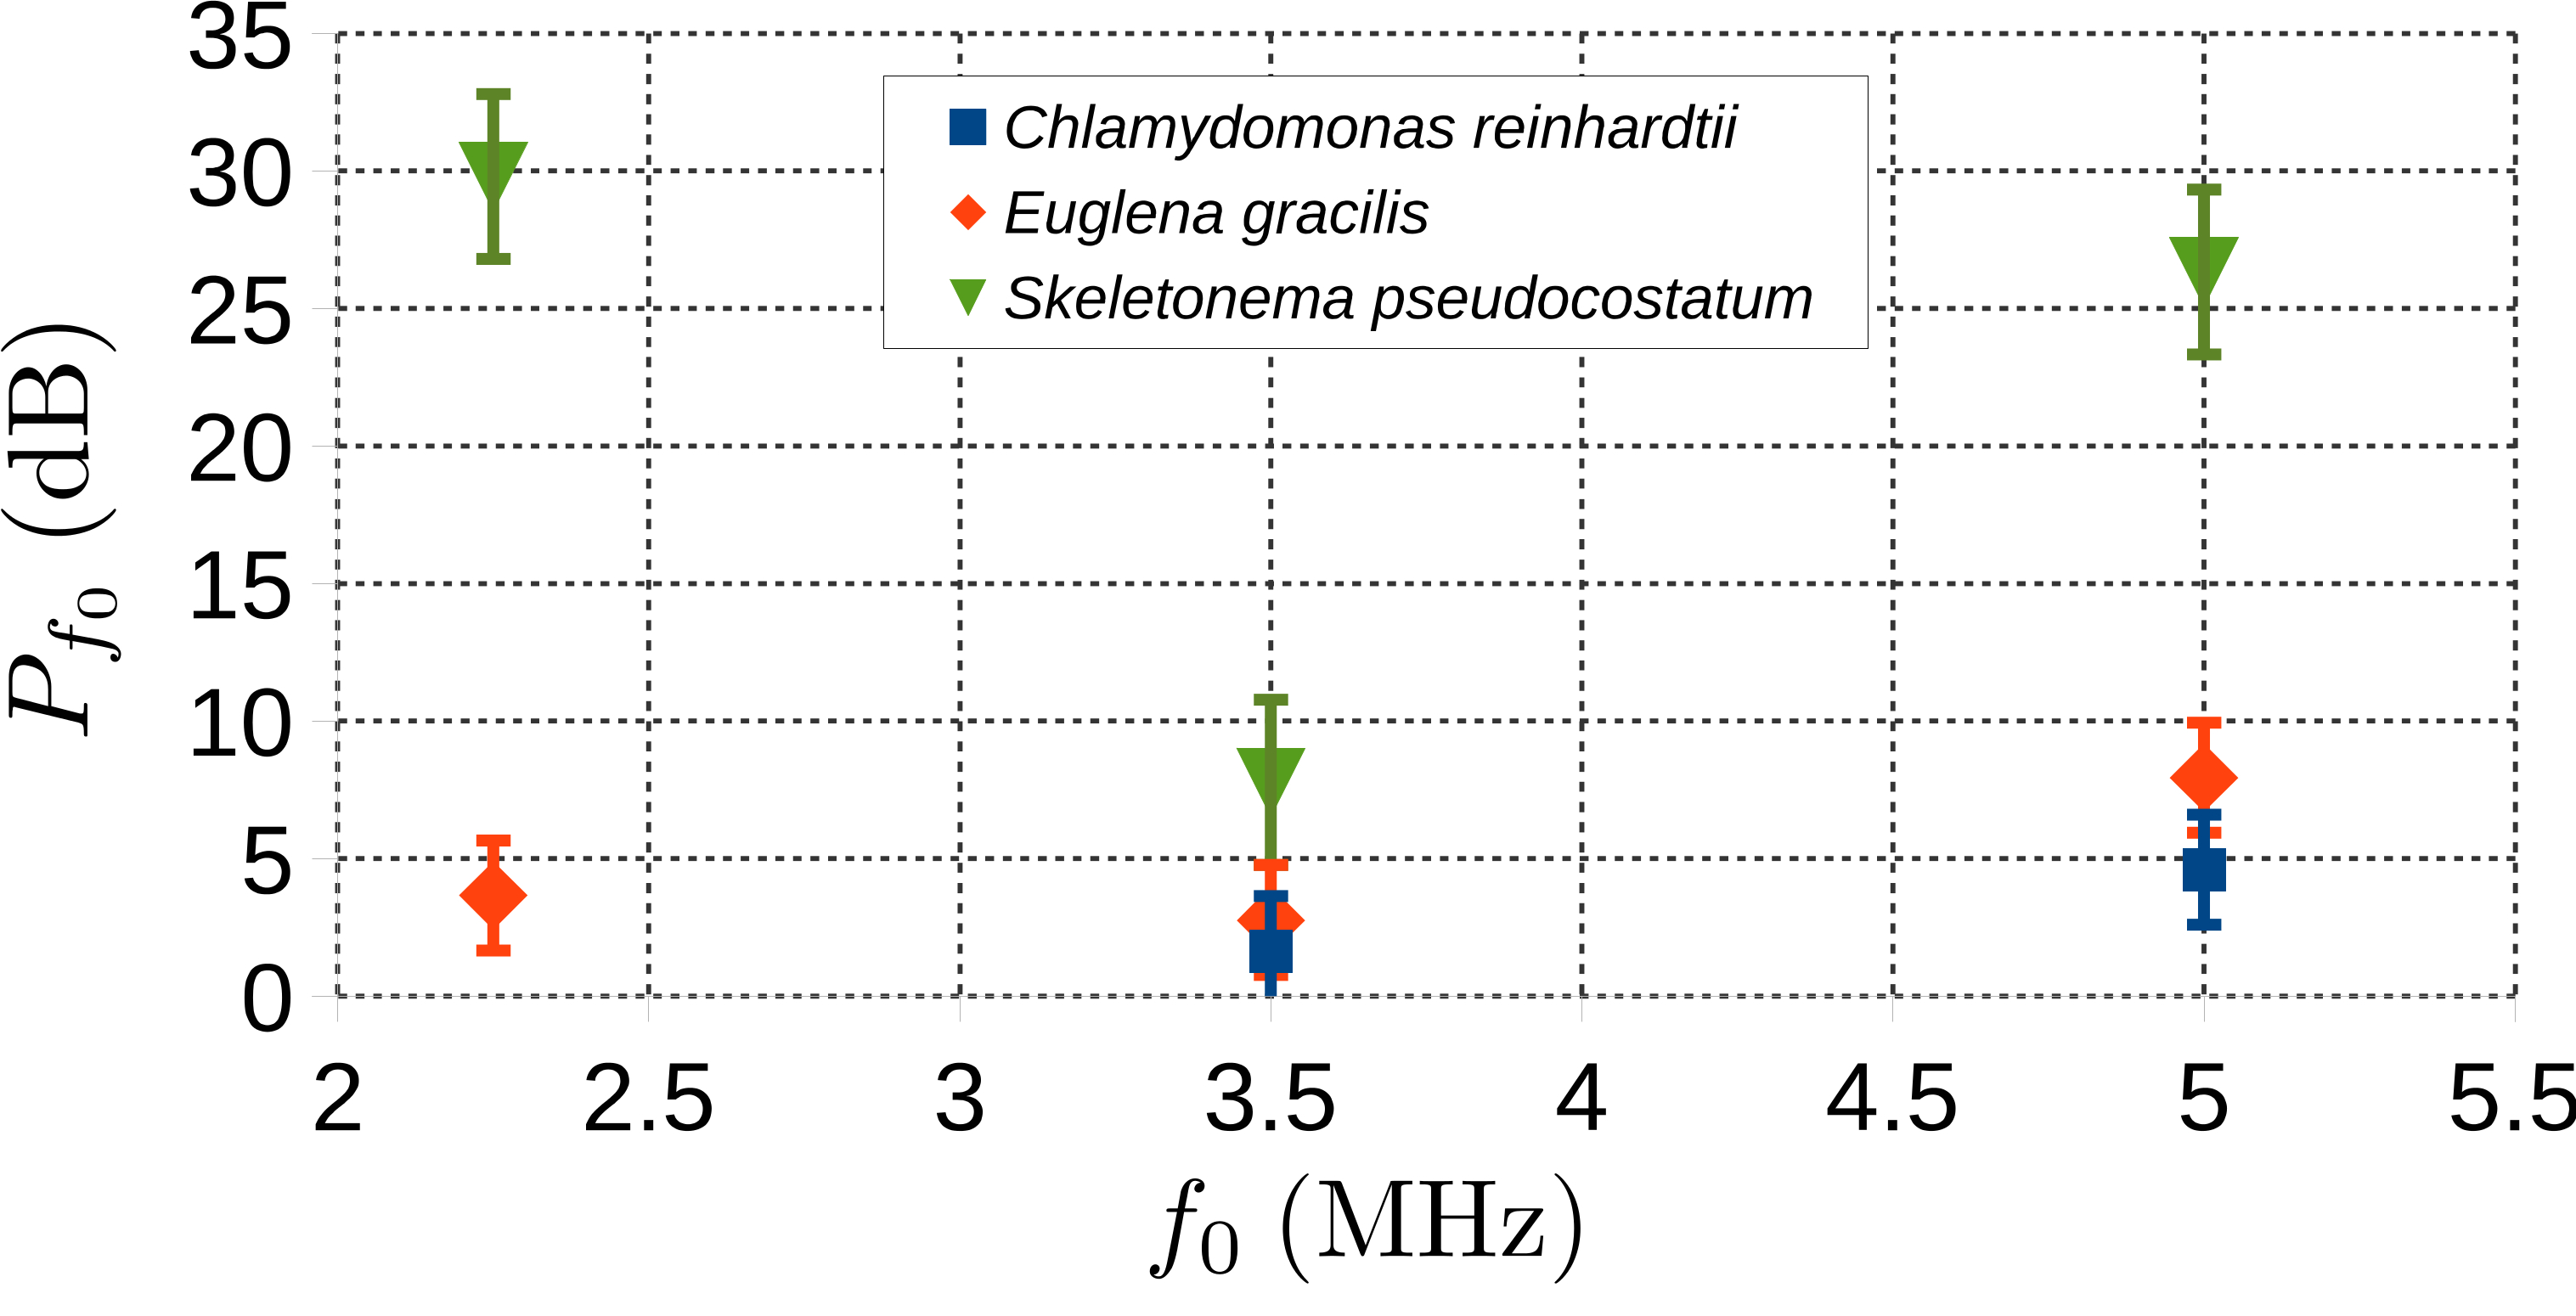 35
30
25
20
15
10
5
0
P_{f_0} (dB)
Chlamydomonas reinhardtii
Euglena gracilis
Skeletonema pseudocostatum
2 2.5 3 3.5 4 4.5 5 5.5
f_0 (MHz)